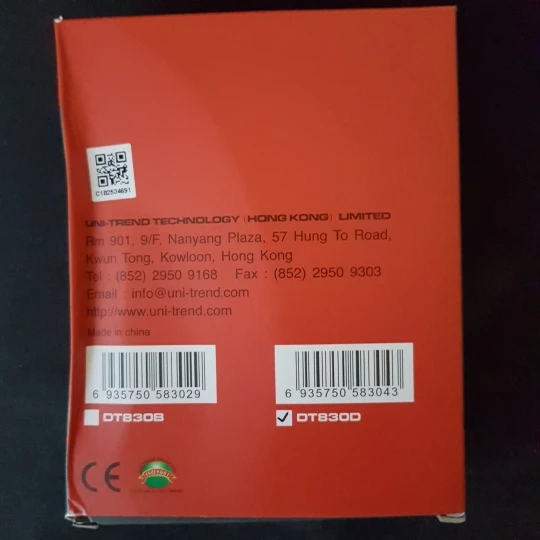 C182534691
UNI-TREND TECHNOLOGY (HONG KONG) LIMITED
Rm 901, 9/F, Nanyang Plaza, 57 Hung To Road,
Kwun Tong, Kowloon, Hong Kong
Tel : (852) 2950 9168 Fax : (852) 2950 9303
Email : info@uni-trend.com
http://www.uni-trend.com
Made in china
6 935750 583029 6 935750 583043
DT830B DT830D
CE